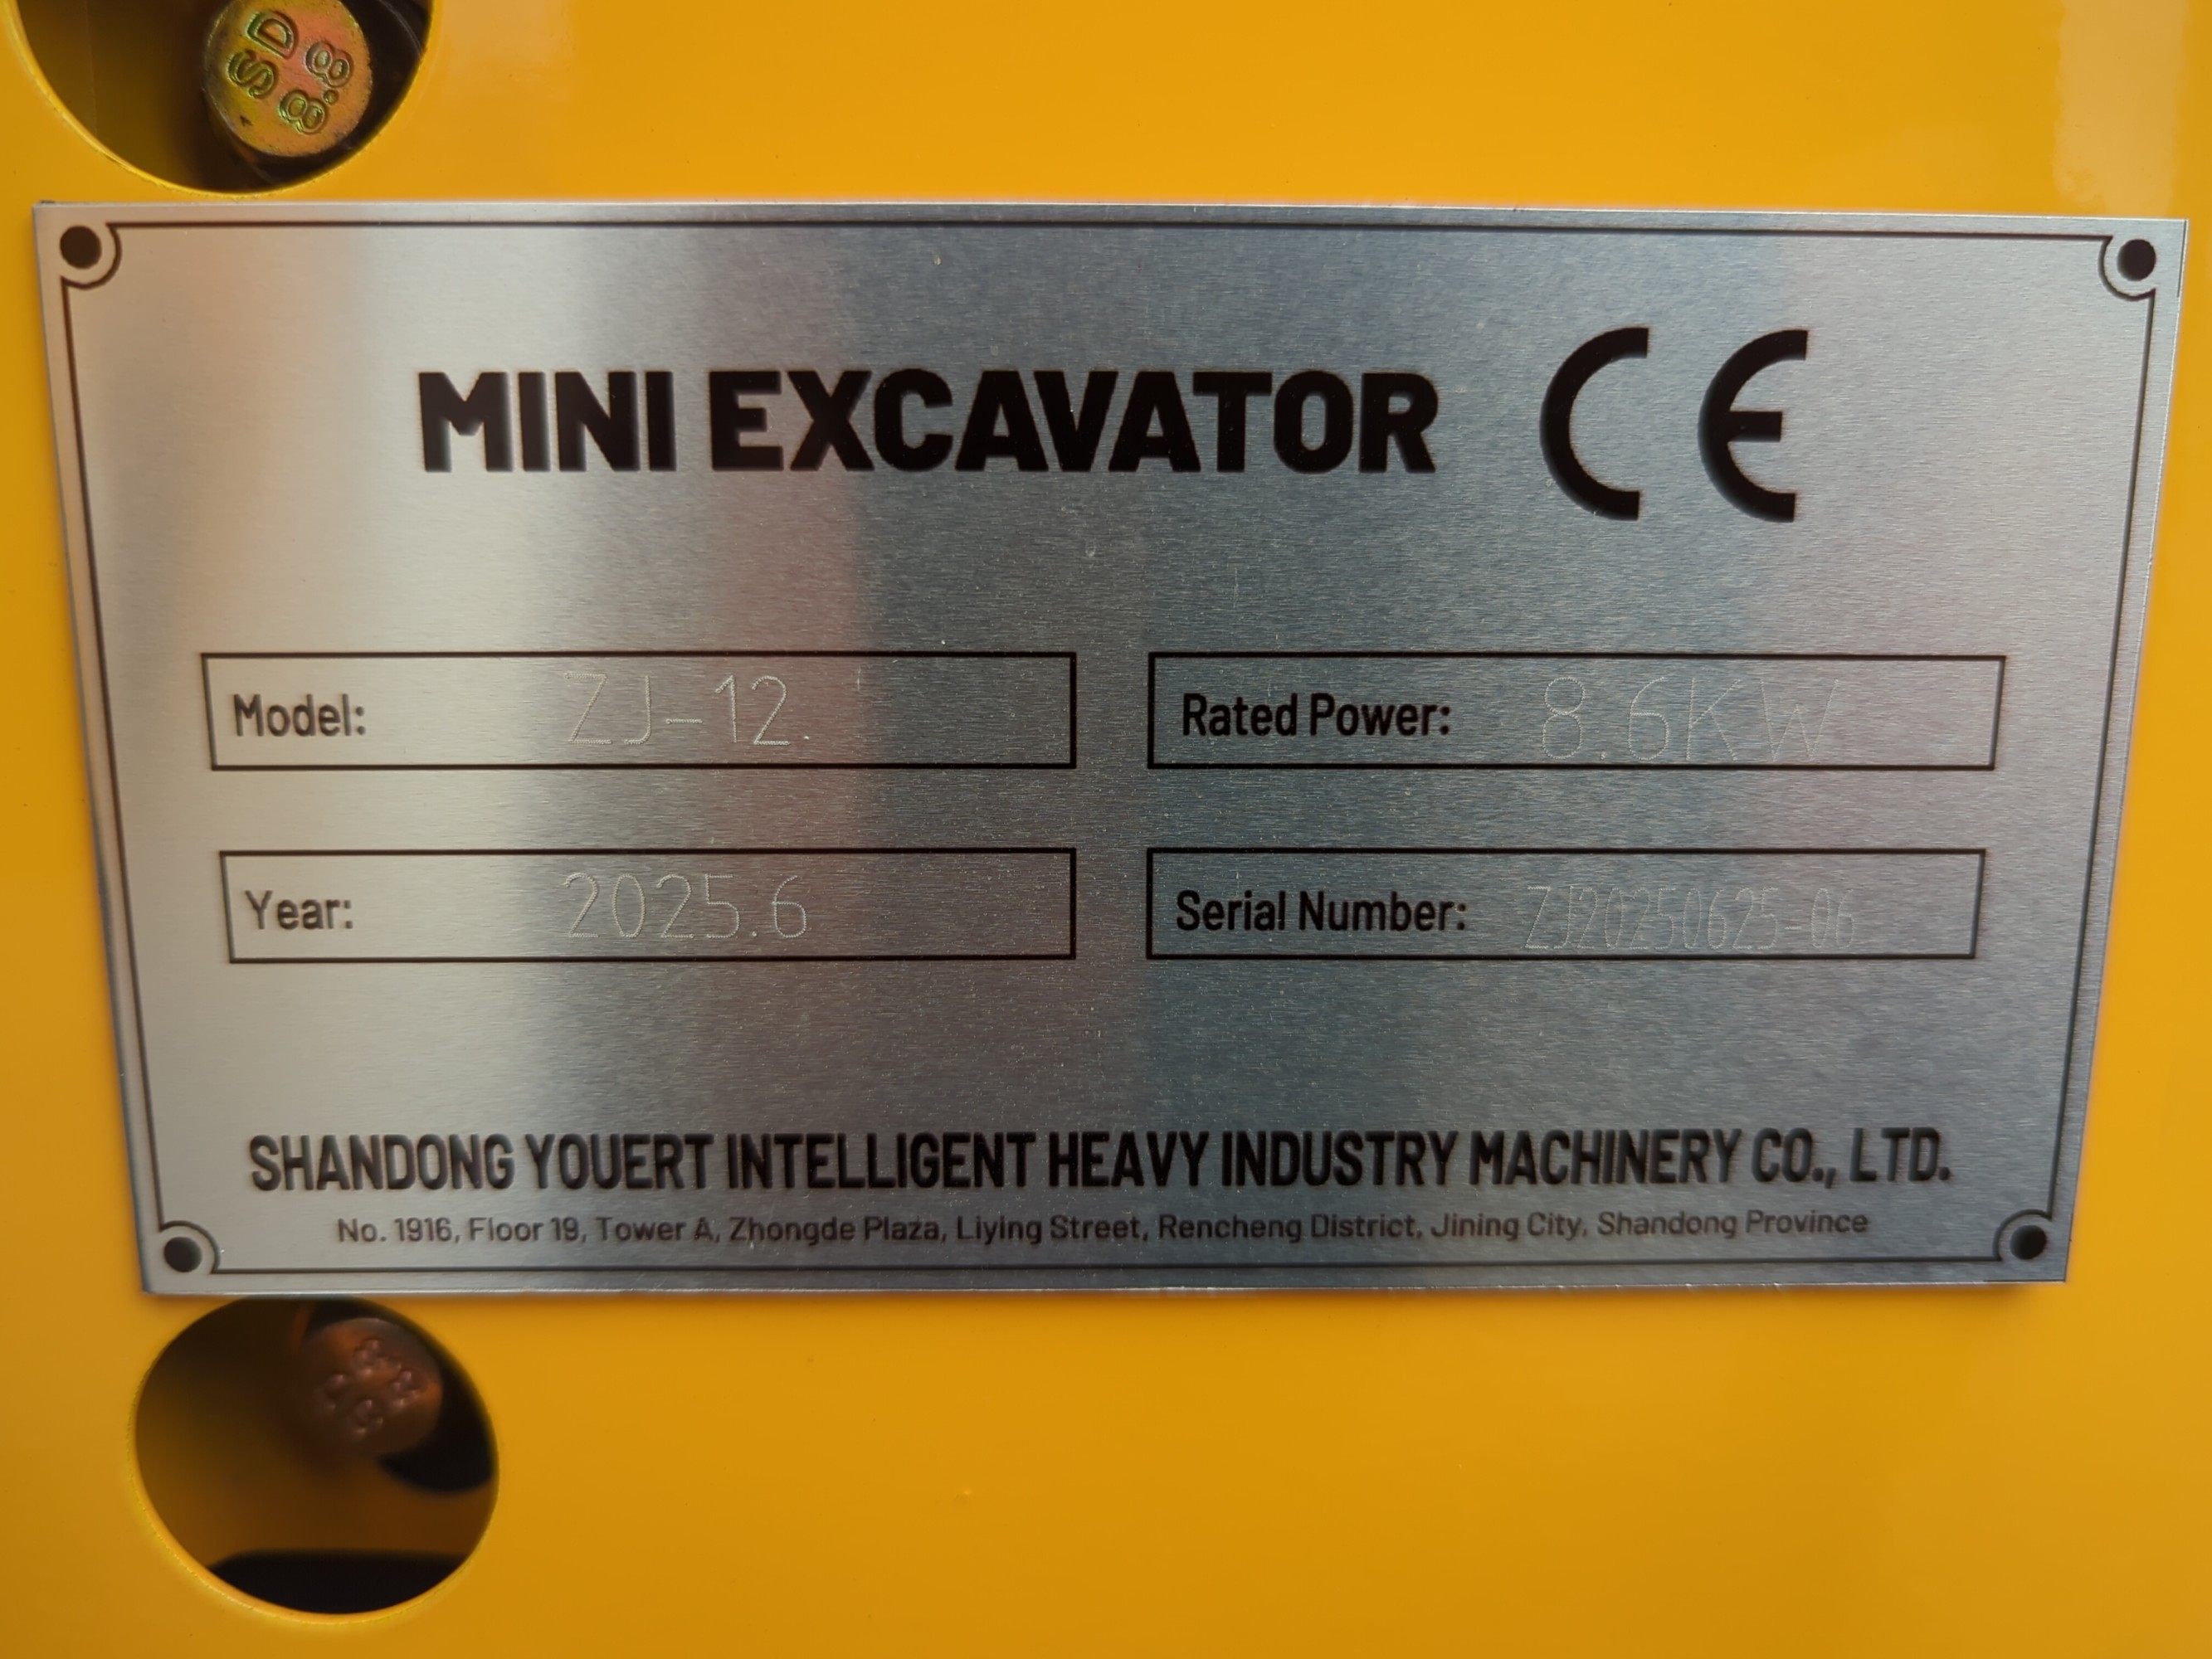 SD
8.8
MINI EXCAVATOR CE
Model: ZJ-12
Rated Power: 8.6KW
Year: 2025.6
Serial Number: ZJ20250625-06
SHANDONG YOUERT INTELLIGENT HEAVY INDUSTRY MACHINERY CO., LTD.
No. 1916, Floor 19, Tower A, Zhongde Plaza, Liying Street, Rencheng District, Jining City, Shandong Province